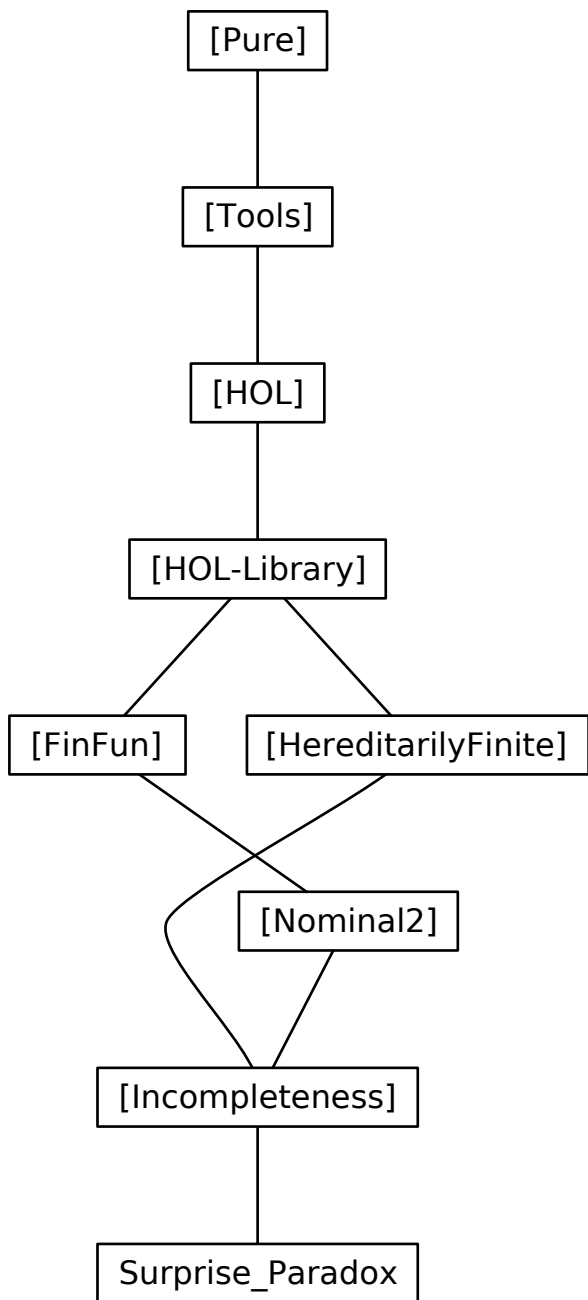 [Pure]
[Tools]
[HOL]
[HOL-Library]
[FinFun]
[HereditarilyFinite]
[Nominal2]
[Incompleteness]
Surprise_Paradox